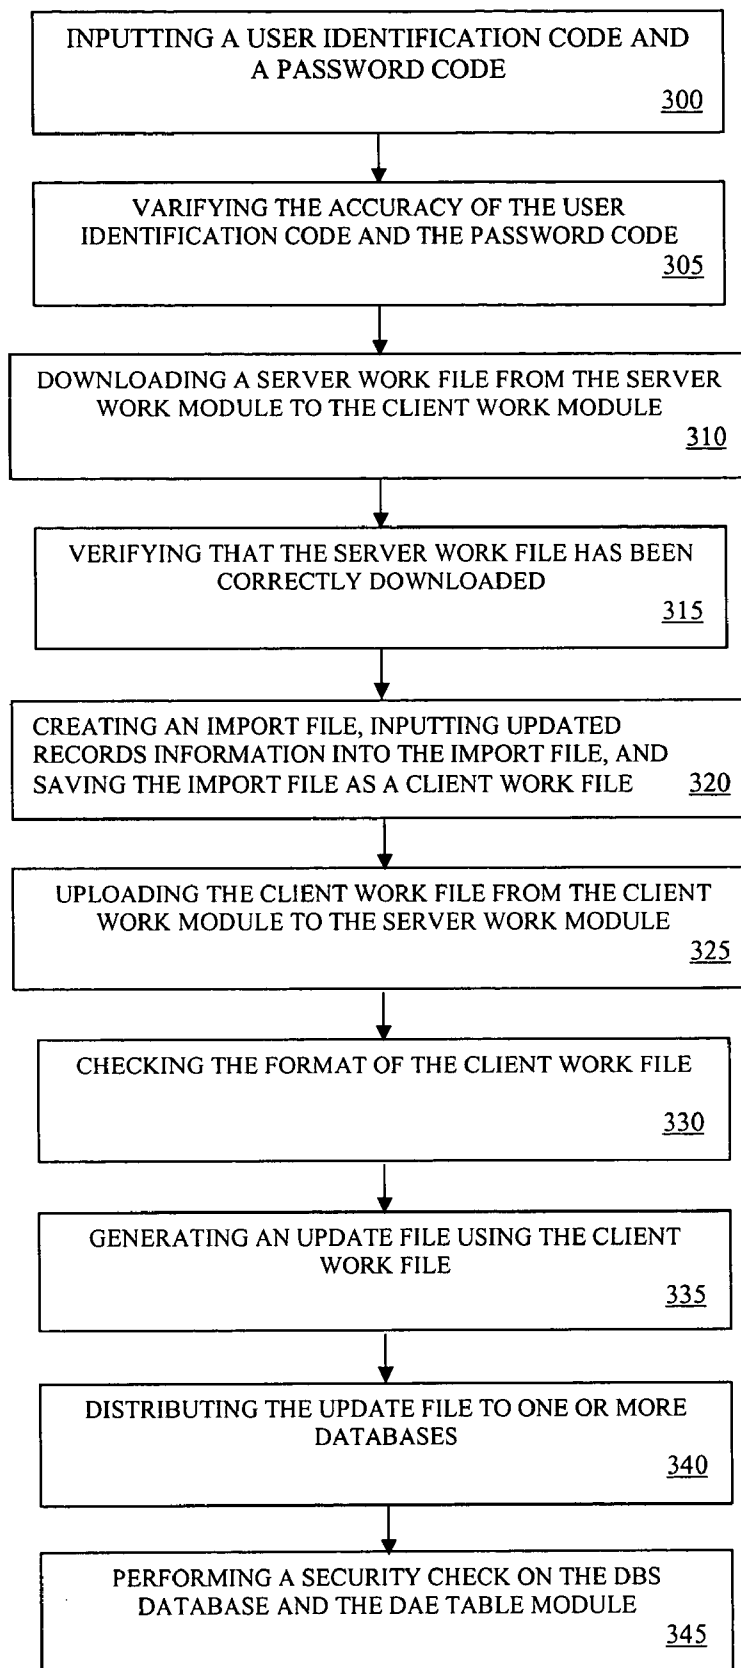 INPUTTING A USER IDENTIFICATION CODE AND
A PASSWORD CODE
300
VARIFYING THE ACCURACY OF THE USER
IDENTIFICATION CODE AND THE PASSWORD CODE
305
DOWNLOADING A SERVER WORK FILE FROM THE SERVER
WORK MODULE TO THE CLIENT WORK MODULE
310
VERIFYING THAT THE SERVER WORK FILE HAS BEEN
CORRECTLY DOWNLOADED
315
CREATING AN IMPORT FILE, INPUTTING UPDATED
RECORDS INFORMATION INTO THE IMPORT FILE, AND
SAVING THE IMPORT FILE AS A CLIENT WORK FILE 320
UPLOADING THE CLIENT WORK FILE FROM THE CLIENT
WORK MODULE TO THE SERVER WORK MODULE
325
CHECKING THE FORMAT OF THE CLIENT WORK FILE
330
GENERATING AN UPDATE FILE USING THE CLIENT
WORK FILE
335
DISTRIBUTING THE UPDATE FILE TO ONE OR MORE
DATABASES
340
PERFORMING A SECURITY CHECK ON THE DBS
DATABASE AND THE DAE TABLE MODULE
345